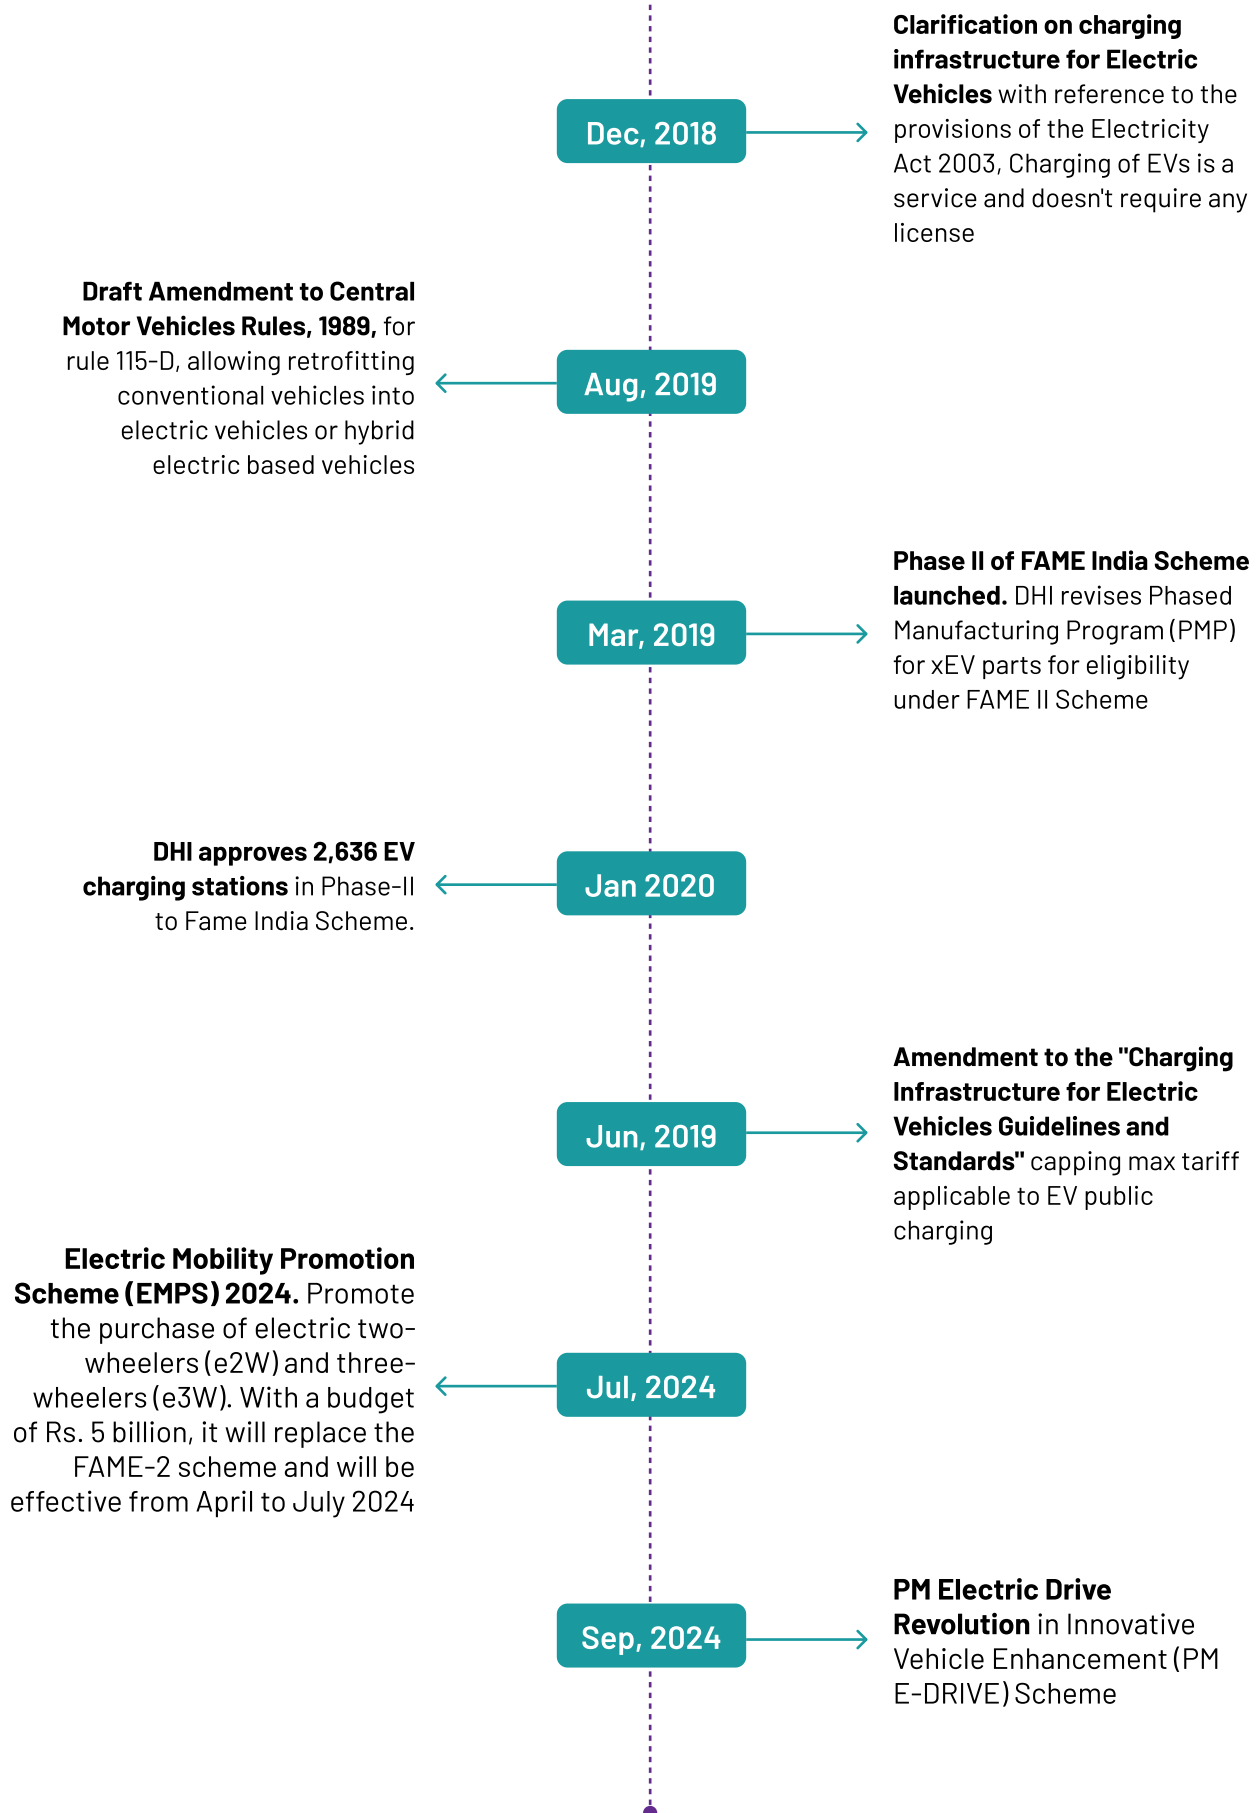 Clarification on charging
infrastructure for Electric
Vehicles with reference to the
provisions of the Electricity
Act 2003, Charging of EVs is a
service and doesn't require any
license
Dec, 2018
Draft Amendment to Central
Motor Vehicles Rules, 1989, for
rule 115-D, allowing retrofitting
conventional vehicles into
electric vehicles or hybrid
electric based vehicles
Aug, 2019
Phase II of FAME India Scheme
launched. DHI revises Phased
Manufacturing Program (PMP)
for xEV parts for eligibility
under FAME II Scheme
Mar, 2019
DHI approves 2,636 EV
charging stations in Phase-II
to Fame India Scheme.
Jan 2020
Amendment to the "Charging
Infrastructure for Electric
Vehicles Guidelines and
Standards" capping max tariff
applicable to EV public
charging
Jun, 2019
Electric Mobility Promotion
Scheme (EMPS) 2024. Promote
the purchase of electric two-
wheelers (e2W) and three-
wheelers (e3W). With a budget
of Rs. 5 billion, it will replace the
FAME-2 scheme and will be
effective from April to July 2024
Jul, 2024
PM Electric Drive
Revolution in Innovative
Vehicle Enhancement (PM
E-DRIVE) Scheme
Sep, 2024